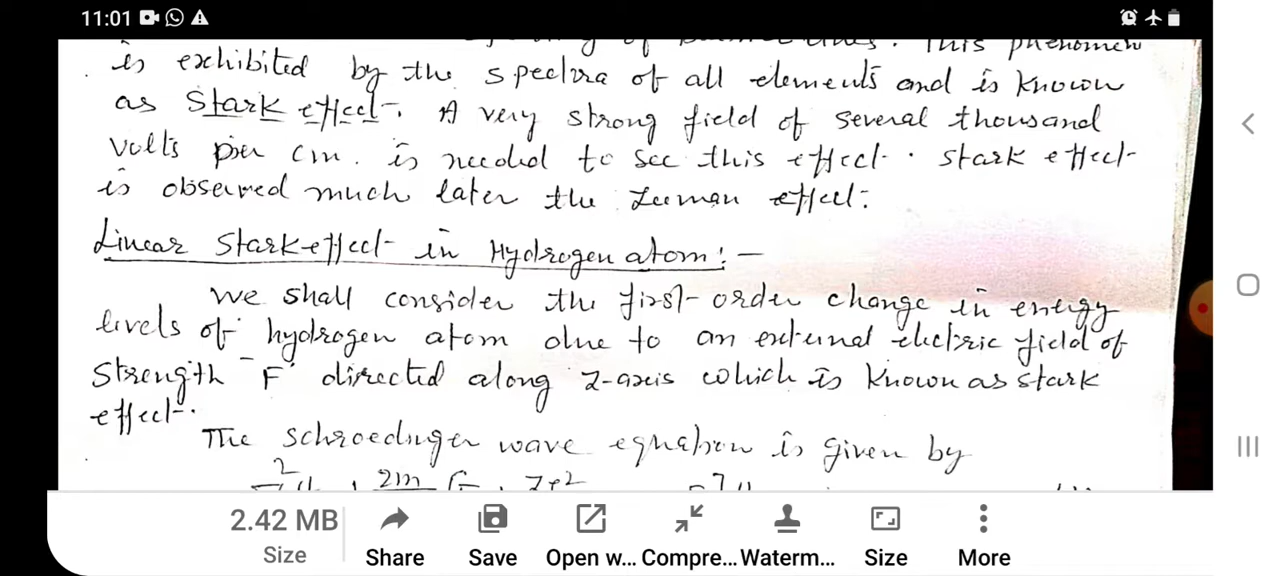 11:01
is exhibited by the spectra of all elements and is known
as Stark effect. A very strong field of several thousand
volts per cm. is needed to see this effect. Stark effect
is observed much later the Zeeman effect.
Linear Stark effect in Hydrogen atom:-
We shall consider the first-order change in energy
levels of hydrogen atom due to an external electric field of
strength F directed along z-axis which is known as stark
effect.
The schroedinger wave equation is given by
2.42 MB
Size
Share
Save
Open w...
Compre...
Waterm...
Size
More